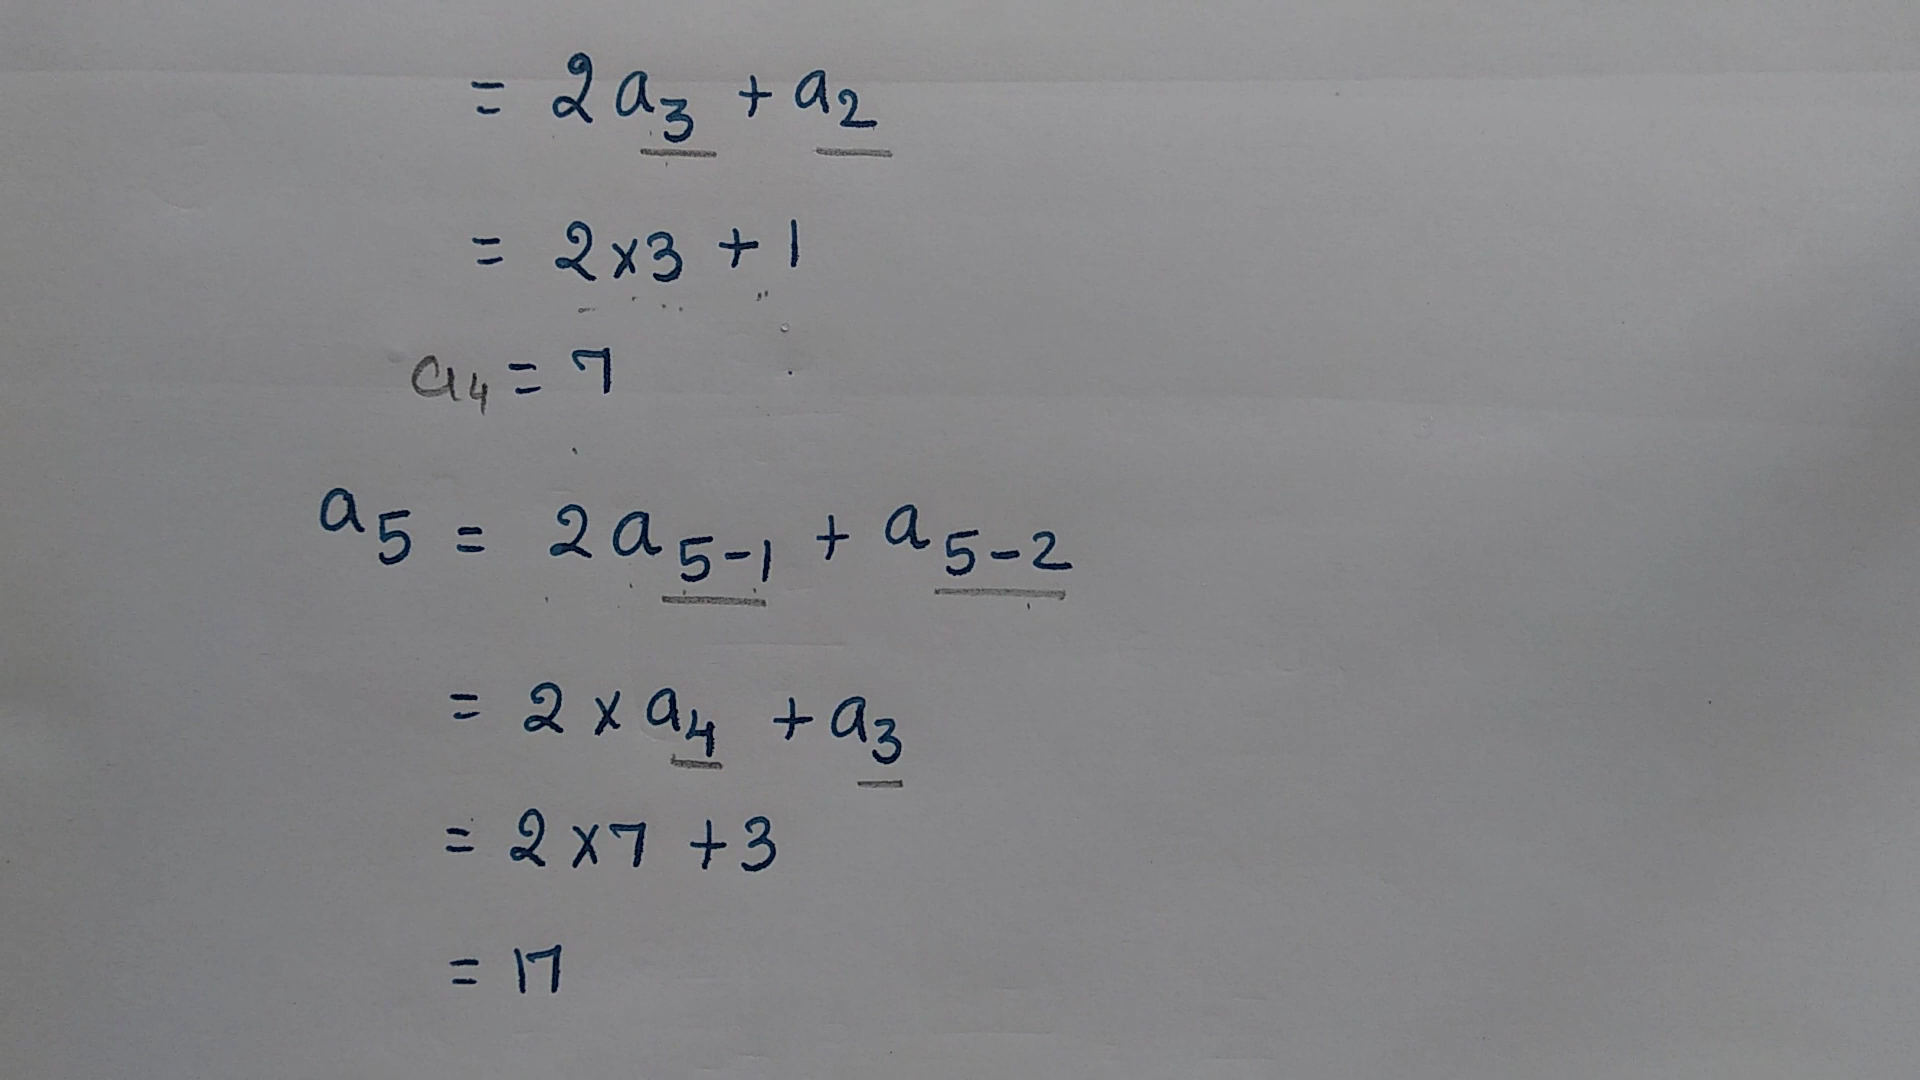 = 2a₃ + a₂
= 2×3 + 1
a₄ = 7
a₅ = 2a₅₋₁ + a₅₋₂
= 2 × a₄ + a₃
= 2×7 + 3
= 17